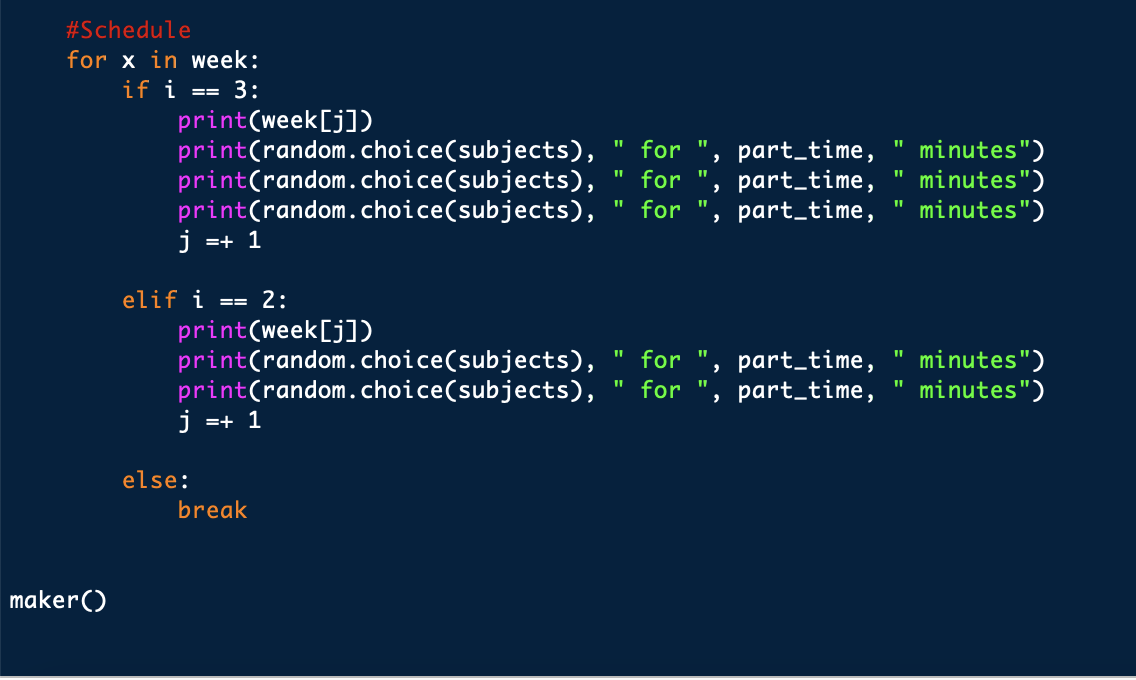 #Schedule
for x in week:
if i == 3:
print(week[j])
print(random.choice(subjects), " for ", part_time, " minutes")
print(random.choice(subjects), " for ", part_time, " minutes")
print(random.choice(subjects), " for ", part_time, " minutes")
j =+ 1
elif i == 2:
print(week[j])
print(random.choice(subjects), " for ", part_time, " minutes")
print(random.choice(subjects), " for ", part_time, " minutes")
j =+ 1
else:
break
maker()